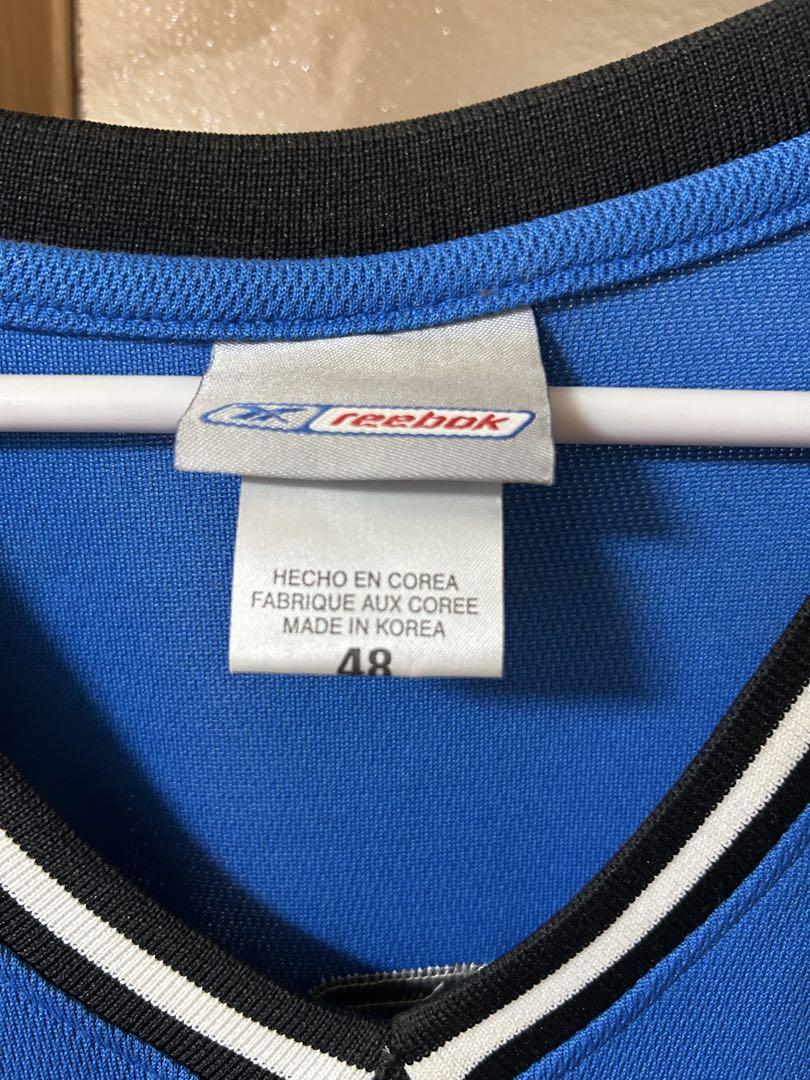 reebok
HECHO EN COREA
FABRIQUE AUX COREE
MADE IN KOREA
48